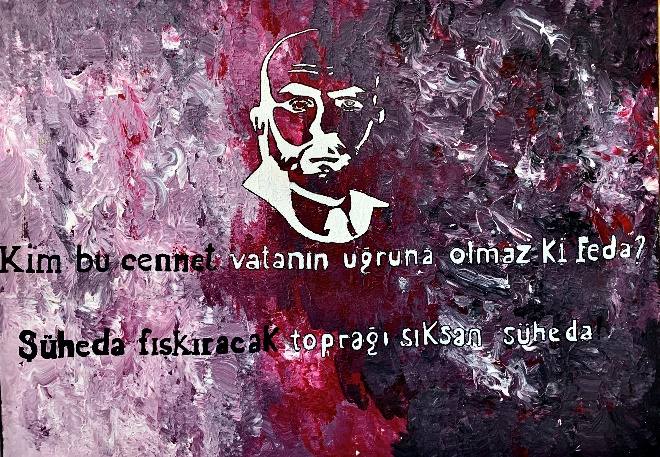 Kim bu cennet vatanın uğruna olmaz ki feda?
Şüheda fışkıracak toprağı sıksan şüheda!